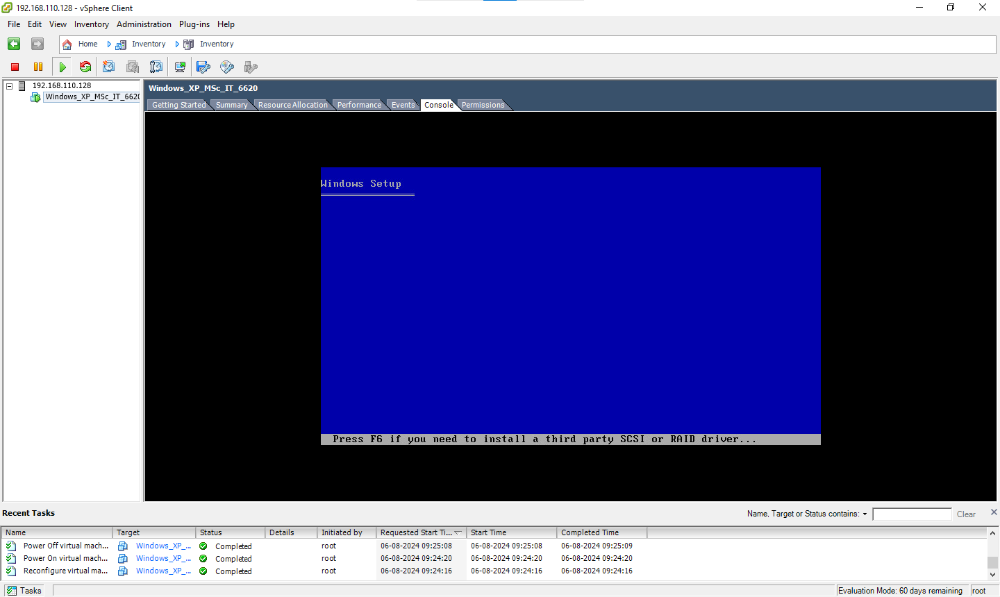 192.168.110.128 - vSphere Client
File Edit View Inventory Administration Plug-ins Help
Home Inventory Inventory
192.168.110.128
Windows_XP_MSc_IT_6620
Windows_XP_MSc_IT_6620
Getting Started Summary Resource Allocation Performance Events Console Permissions
Windows Setup
Press F6 if you need to install a third party SCSI or RAID driver...
Recent Tasks
Name, Target or Status contains: Clear
Name Target Status Details Initiated by Requested Start Ti... Start Time Completed Time
Power Off virtual mach... Windows_XP_... Completed root 06-08-2024 09:25:08 06-08-2024 09:25:08 06-08-2024 09:25:09
Power On virtual mach... Windows_XP_... Completed root 06-08-2024 09:24:20 06-08-2024 09:24:20 06-08-2024 09:24:20
Reconfigure virtual ma... Windows_XP_... Completed root 06-08-2024 09:24:16 06-08-2024 09:24:16 06-08-2024 09:24:16
Tasks Evaluation Mode: 60 days remaining root